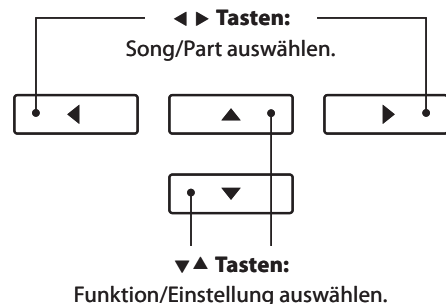 ◀ ▶ Tasten:
Song/Part auswählen.
▼▲ Tasten:
Funktion/Einstellung auswählen.